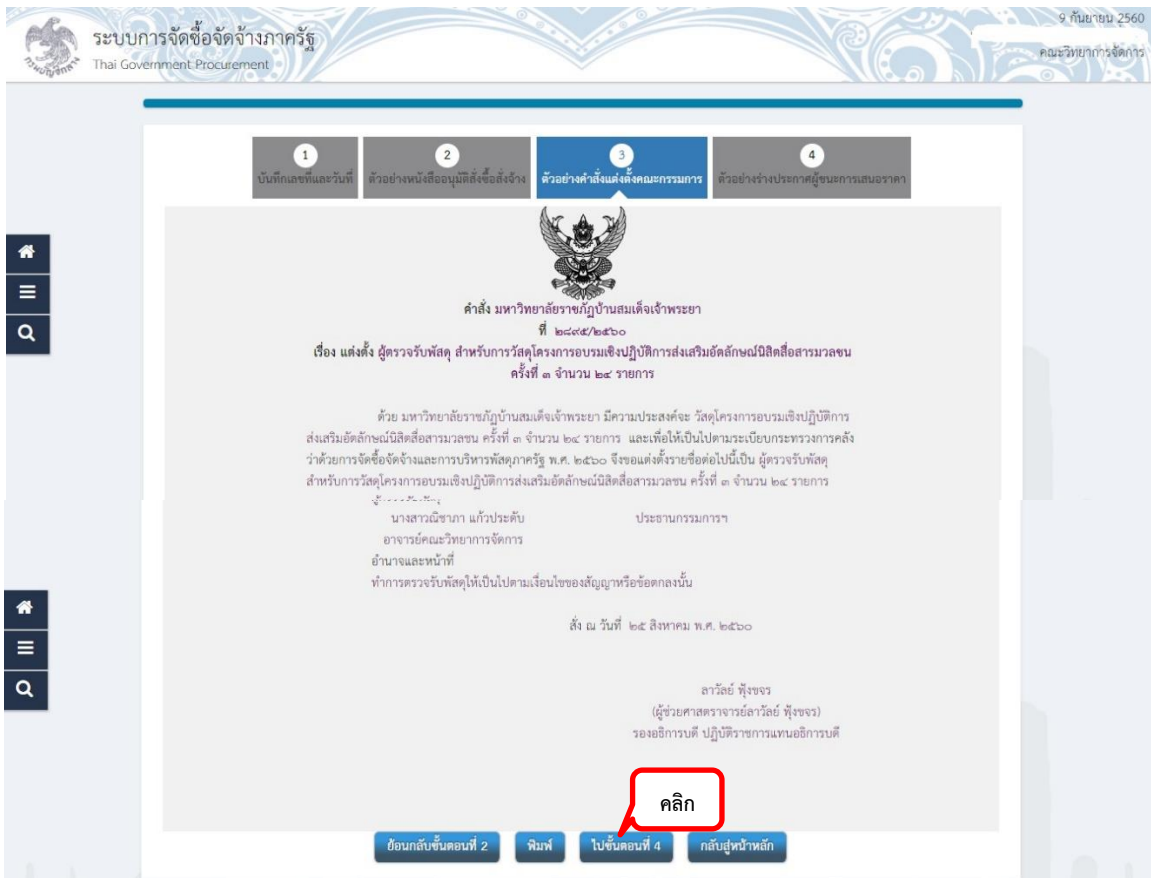 9 กันยายน 2560
ระบบการจัดซื้อจัดจ้างภาครัฐ
Thai Government Procurement
คณะวิทยาการจัดการ
1
บันทึกเลขที่และวันที่
2
ตัวอย่างหนังสืออนุมัติสั่งซื้อสั่งจ้าง
3
ตัวอย่างคำสั่งแต่งตั้งคณะกรรมการ
4
ตัวอย่างร่างประกาศผู้ชนะการเสนอราคา
คำสั่ง มหาวิทยาลัยราชภัฏบ้านสมเด็จเจ้าพระยา
ที่ ๒๘๙๕/๒๕๖๐
เรื่อง แต่งตั้ง ผู้ตรวจรับพัสดุ สำหรับการวัสดุโครงการอบรมเชิงปฏิบัติการส่งเสริมอัตลักษณ์นิสิตสื่อสารมวลชน
ครั้งที่ ๓ จำนวน ๒๔ รายการ
ด้วย มหาวิทยาลัยราชภัฏบ้านสมเด็จเจ้าพระยา มีความประสงค์จะ วัสดุโครงการอบรมเชิงปฏิบัติการ
ส่งเสริมอัตลักษณ์นิสิตสื่อสารมวลชน ครั้งที่ ๓ จำนวน ๒๔ รายการ และเพื่อให้เป็นไปตามระเบียบกระทรวงการคลัง
ว่าด้วยการจัดซื้อจัดจ้างและการบริหารพัสดุภาครัฐ พ.ศ. ๒๕๖๐ จึงขอแต่งตั้งรายชื่อต่อไปนี้เป็น ผู้ตรวจรับพัสดุ
สำหรับการวัสดุโครงการอบรมเชิงปฏิบัติการส่งเสริมอัตลักษณ์นิสิตสื่อสารมวลชน ครั้งที่ ๓ จำนวน ๒๔ รายการ
นางสาวณิชาภา แก้วประดับ ประธานกรรมการฯ
อาจารย์คณะวิทยาการจัดการ
อำนาจและหน้าที่
ทำการตรวจรับพัสดุให้เป็นไปตามเงื่อนไขของสัญญาหรือข้อตกลงนั้น
สั่ง ณ วันที่ ๒๕ สิงหาคม พ.ศ. ๒๕๖๐
ลาวัลย์ ฟุ้งขจร
(ผู้ช่วยศาสตราจารย์ลาวัลย์ ฟุ้งขจร)
รองอธิการบดี ปฏิบัติราชการแทนอธิการบดี
คลิก
ย้อนกลับขั้นตอนที่ 2
พิมพ์
ไปขั้นตอนที่ 4
กลับสู่หน้าหลัก